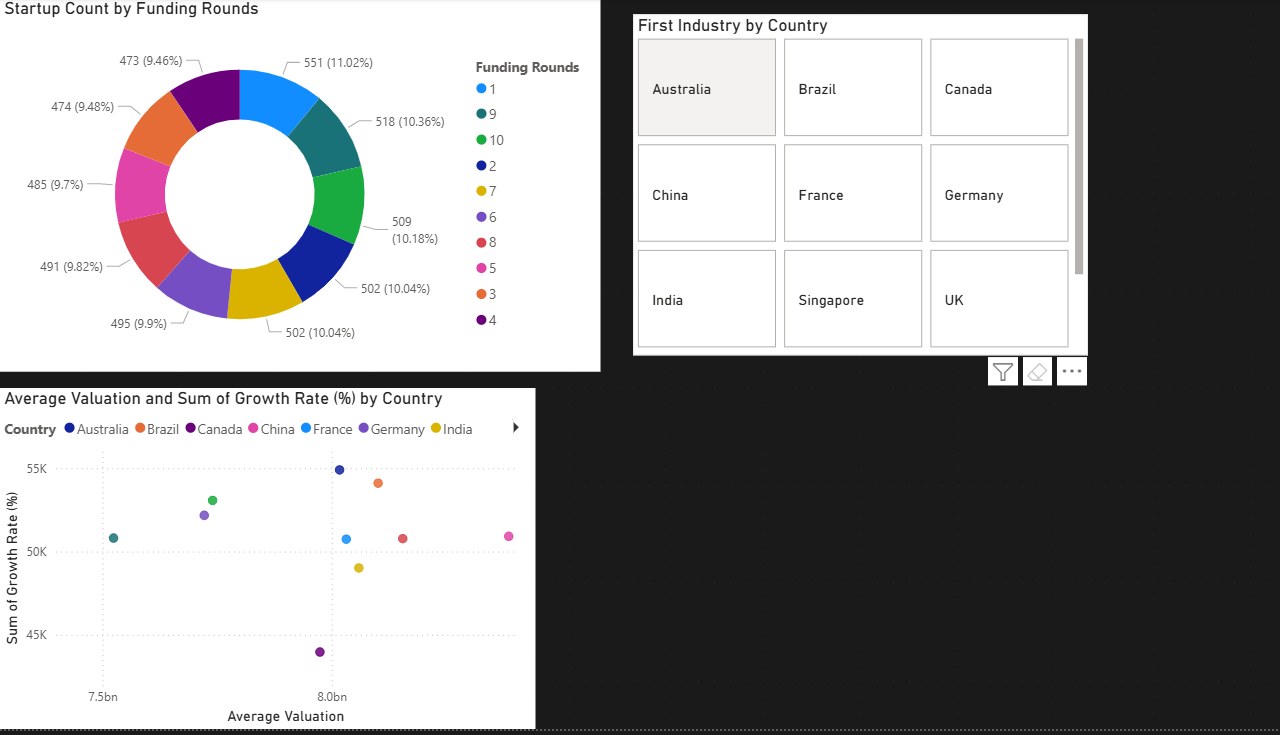 Startup Count by Funding Rounds
473 (9.46%)
551 (11.02%)
474 (9.48%)
518 (10.36%)
485 (9.7%)
509
(10.18%)
491 (9.82%)
502 (10.04%)
495 (9.9%)
502 (10.04%)
Funding Rounds
1
9
10
2
7
6
8
5
3
4
First Industry by Country
Australia
Brazil
Canada
China
France
Germany
India
Singapore
UK
Average Valuation and Sum of Growth Rate (%) by Country
Country Australia Brazil Canada China France Germany India
Sum of Growth Rate (%)
55K
50K
45K
7.5bn
8.0bn
Average Valuation